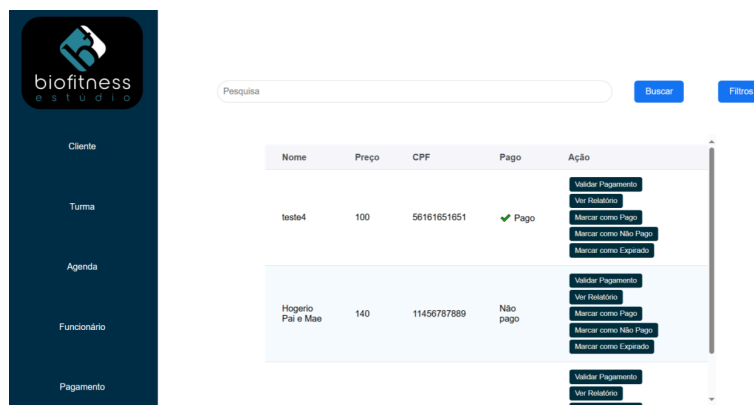 biofitness
estúdio
Cliente
Turma
Agenda
Funcionário
Pagamento
Pesquisa
Buscar
Filtros
Nome Preço CPF Pago Ação
teste4 100 56161651651 Pago
Validar Pagamento
Ver Relatório
Marcar como Pago
Marcar como Não Pago
Marcar como Expirado
Hogerio
Pai e Mae 140 11456787889 Não
pago
Validar Pagamento
Ver Relatório
Marcar como Pago
Marcar como Não Pago
Marcar como Expirado
Validar Pagamento
Ver Relatório